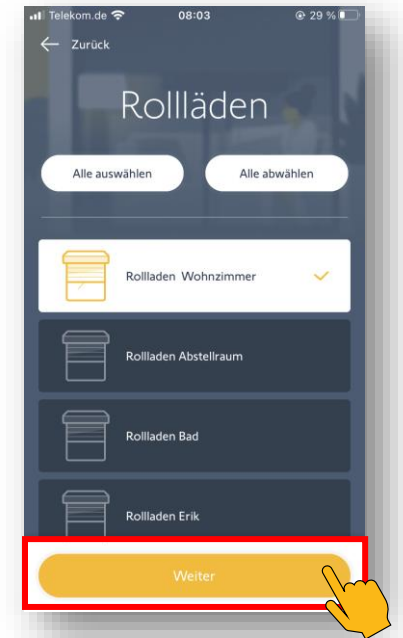 Telekom.de 08:03 29 %
Zurück
Rollläden
Alle auswählen Alle abwählen
Rollladen Wohnzimmer
Rollladen Abstellraum
Rollladen Bad
Rollladen Erik
Weiter